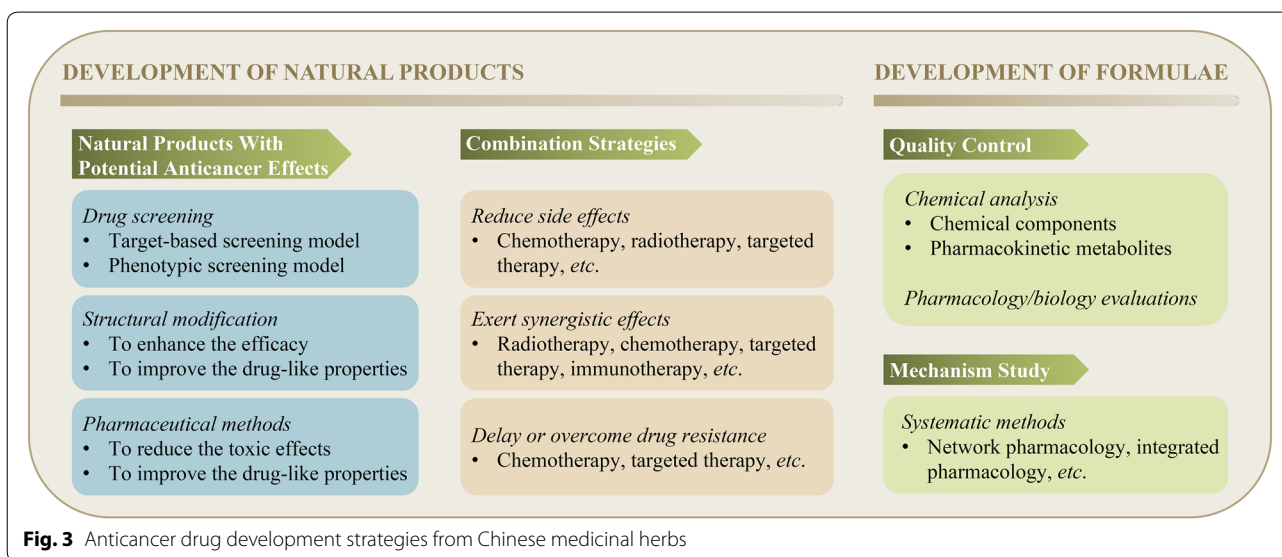 DEVELOPMENT OF NATURAL PRODUCTS
Natural Products With
Potential Anticancer Effects
Drug screening
• Target-based screening model
• Phenotypic screening model
Structural modification
• To enhance the efficacy
• To improve the drug-like properties
Pharmaceutical methods
• To reduce the toxic effects
• To improve the drug-like properties
Combination Strategies
Reduce side effects
• Chemotherapy, radiotherapy, targeted
therapy, etc.
Exert synergistic effects
• Radiotherapy, chemotherapy, targeted
therapy, immunotherapy, etc.
Delay or overcome drug resistance
• Chemotherapy, targeted therapy, etc.
DEVELOPMENT OF FORMULAE
Quality Control
Chemical analysis
• Chemical components
• Pharmacokinetic metabolites
Pharmacology/biology evaluations
Mechanism Study
Systematic methods
• Network pharmacology, integrated
pharmacology, etc.
Fig. 3 Anticancer drug development strategies from Chinese medicinal herbs